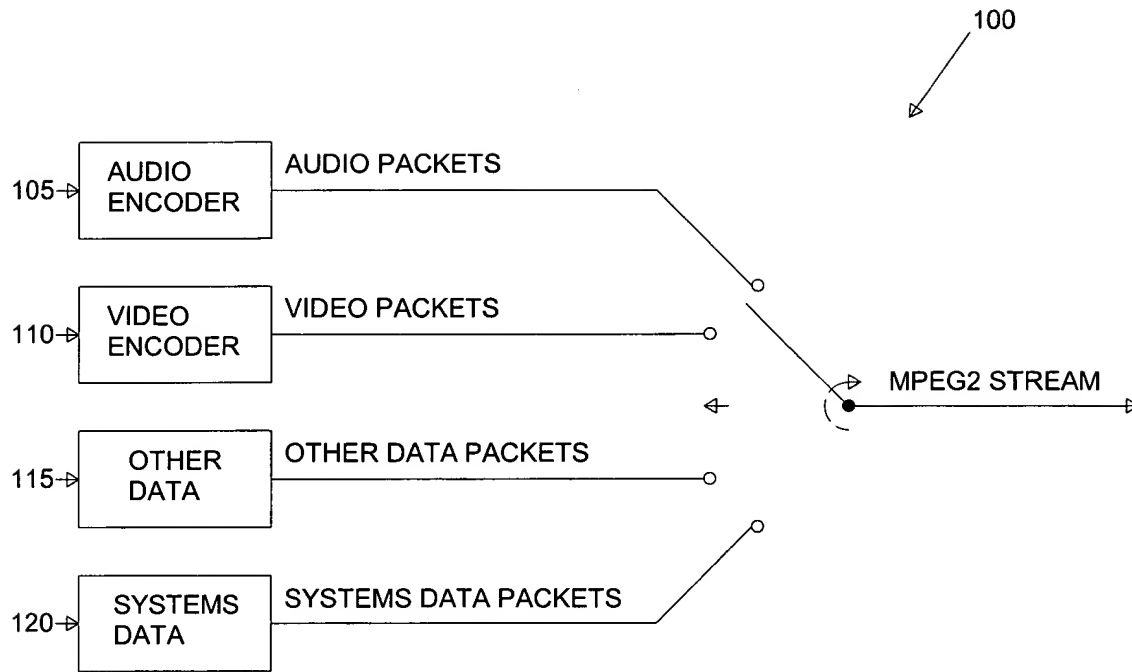 100
AUDIO PACKETS
105
AUDIO
ENCODER
VIDEO PACKETS
110
VIDEO
ENCODER
MPEG2 STREAM
OTHER DATA PACKETS
115
OTHER
DATA
SYSTEMS DATA PACKETS
120
SYSTEMS
DATA